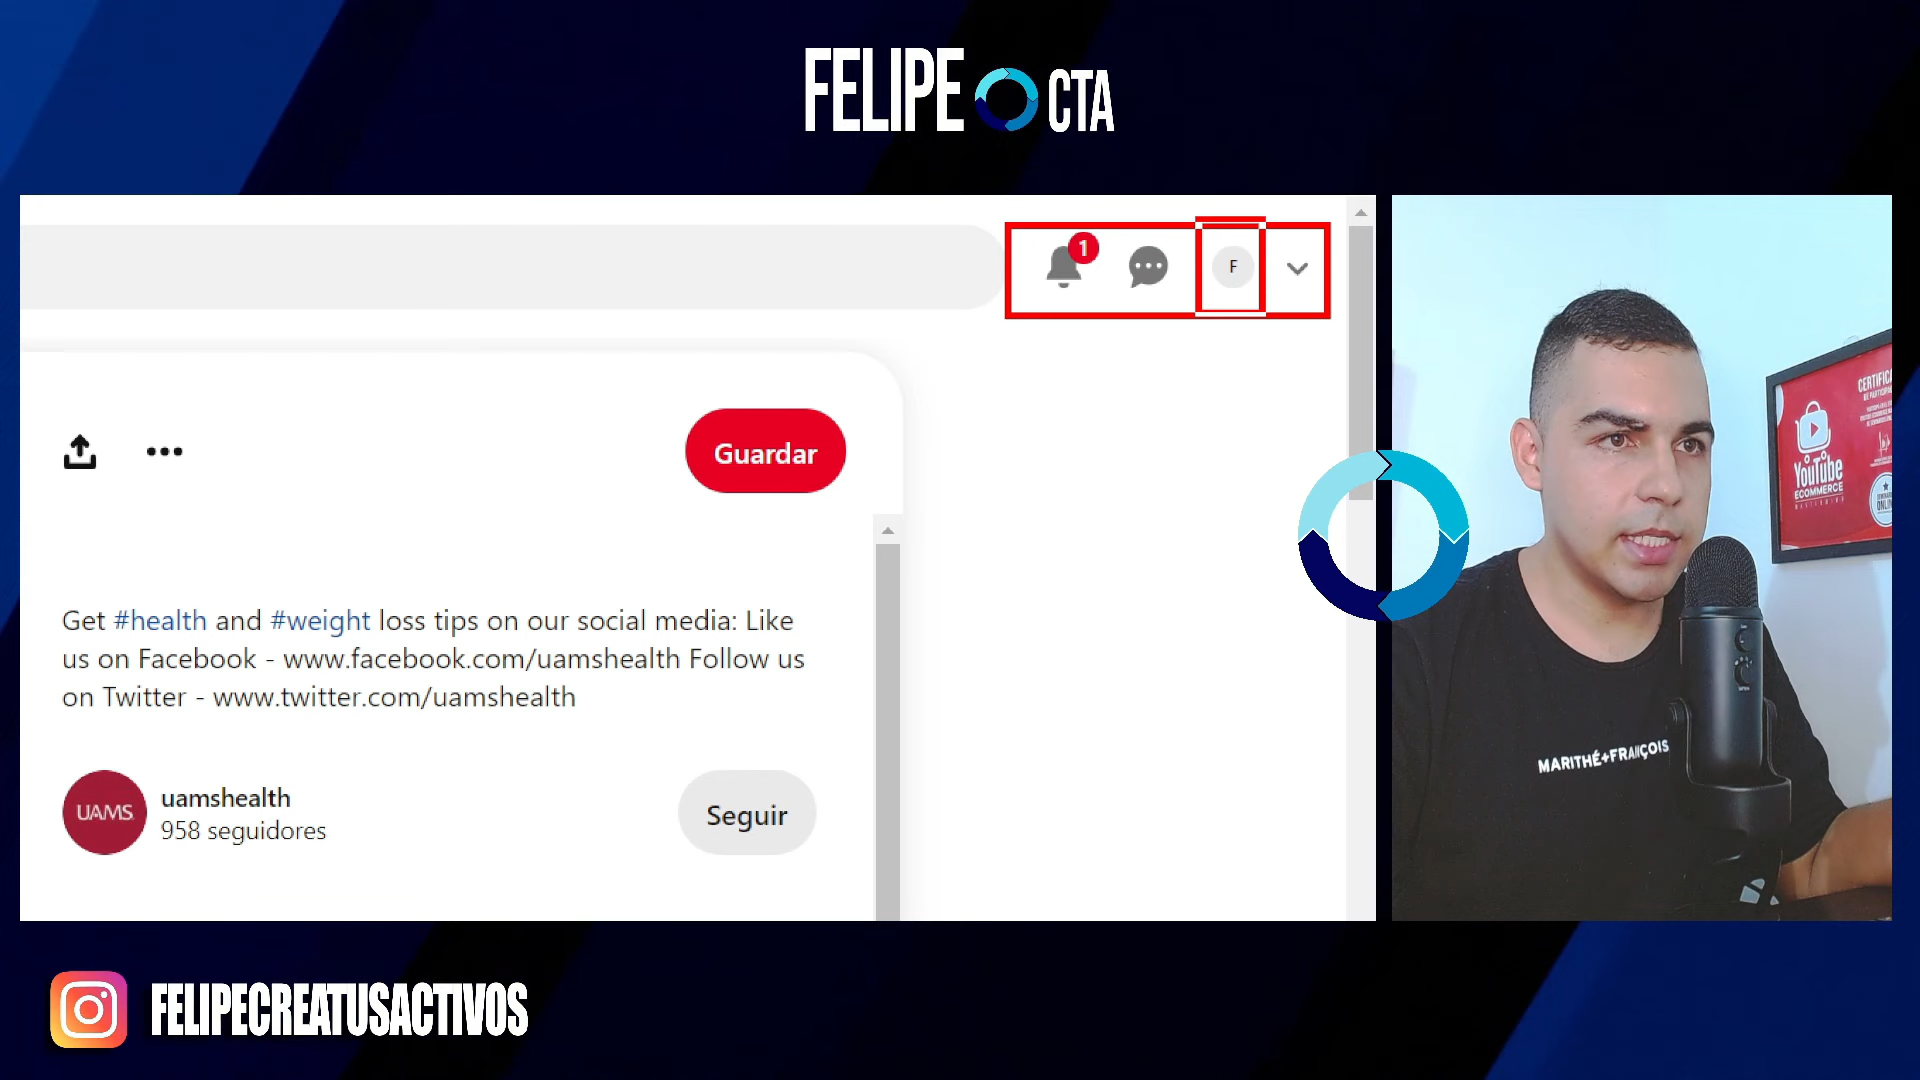 FELIPE CTA
1
F
Guardar
Get #health and #weight loss tips on our social media: Like
us on Facebook - www.facebook.com/uamshealth Follow us
on Twitter - www.twitter.com/uamshealth
UAMS
uamshealth
958 seguidores
Seguir
CERTIFICA
YouTube
ECOMMERCE
MARITHÉ+FRANÇOIS
FELIPECREATUSACTIVOS